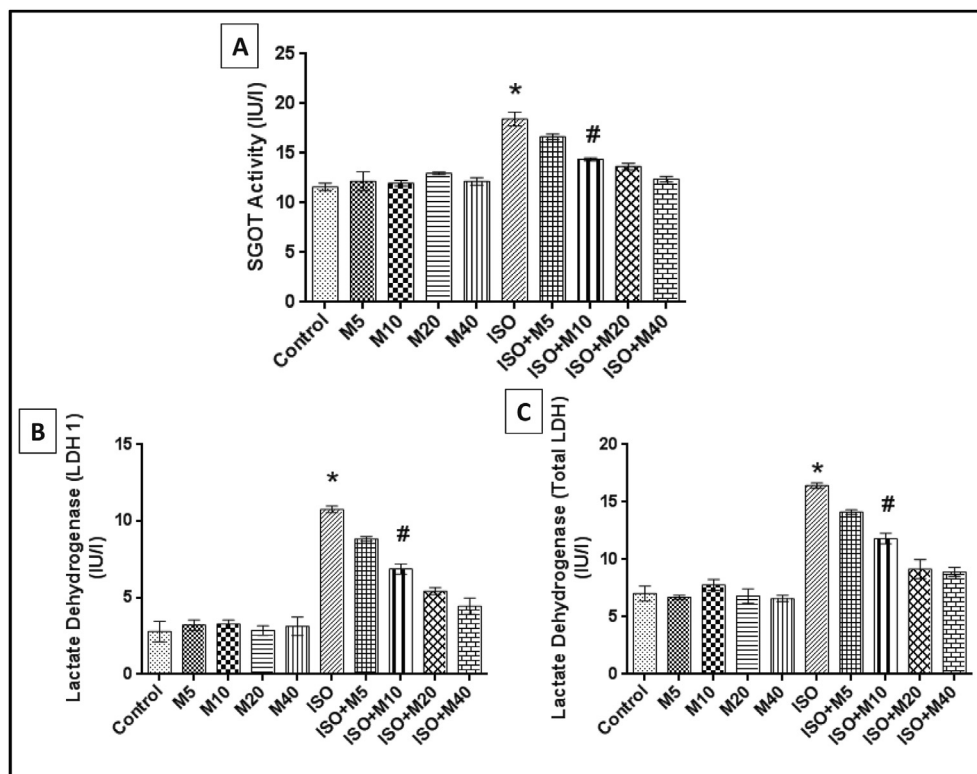 A
SGOT Activity (IU/l)
25
20
15
10
5
0
*
#
Control
M5
M10
M20
M40
ISO
ISO+M5
ISO+M10
ISO+M20
ISO+M40
B
Lactate Dehydrogenase (LDH 1)
(IU/l)
15
10
5
0
*
#
Control
M5
M10
M20
M40
ISO
ISO+M5
ISO+M10
ISO+M20
ISO+M40
C
Lactate Dehydrogenase (Total LDH)
(IU/l)
20
15
10
5
0
*
#
Control
M5
M10
M20
M40
ISO
ISO+M5
ISO+M10
ISO+M20
ISO+M40